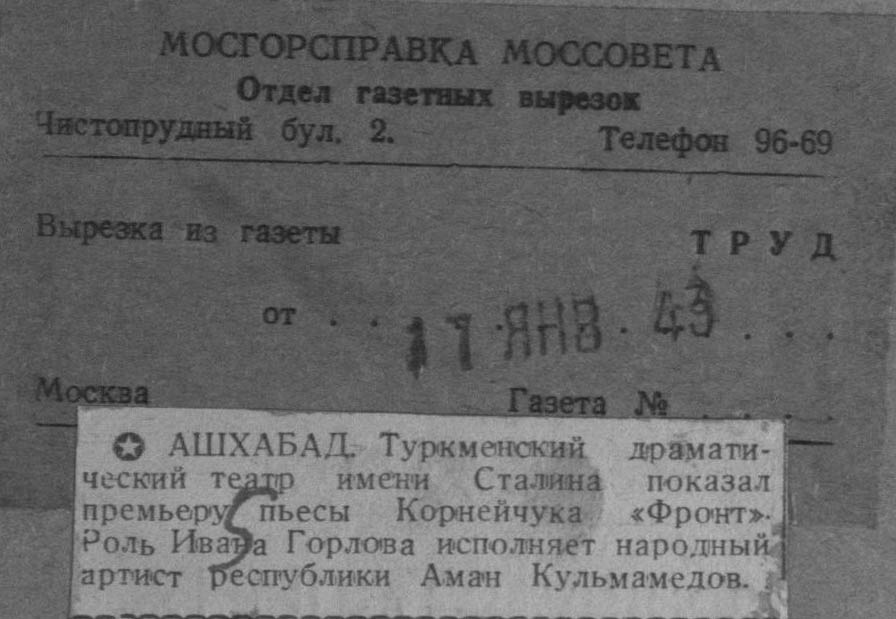 МОСГОРСПРАВКА МОССОВЕТА
Отдел газетных вырезок
Чистопрудный бул. 2. Телефон 96-69
Вырезка из газеты ТРУД
от . . 11 ЯНВ. 43 . . .
Москва Газета № . . . .
АШХАБАД. Туркменский драмати-
ческий театр имени Сталина показал
премьеру пьесы Корнейчука «Фронт».
Роль Ивана Горлова исполняет народный
артист республики Аман Кульмамедов.
5